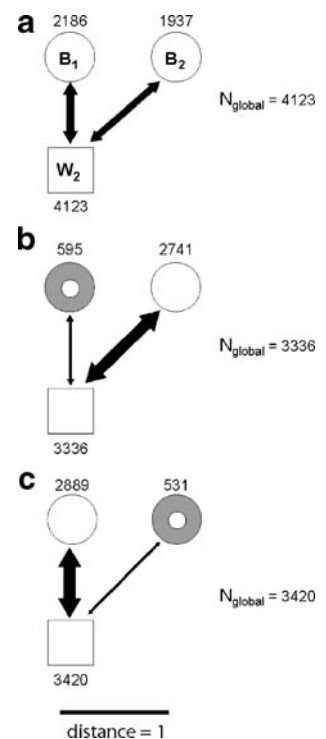 a
2186 1937
B1 B2
Nglobal = 4123
W2
4123
b
595 2741
Nglobal = 3336
3336
c
2889 531
Nglobal = 3420
3420
distance = 1